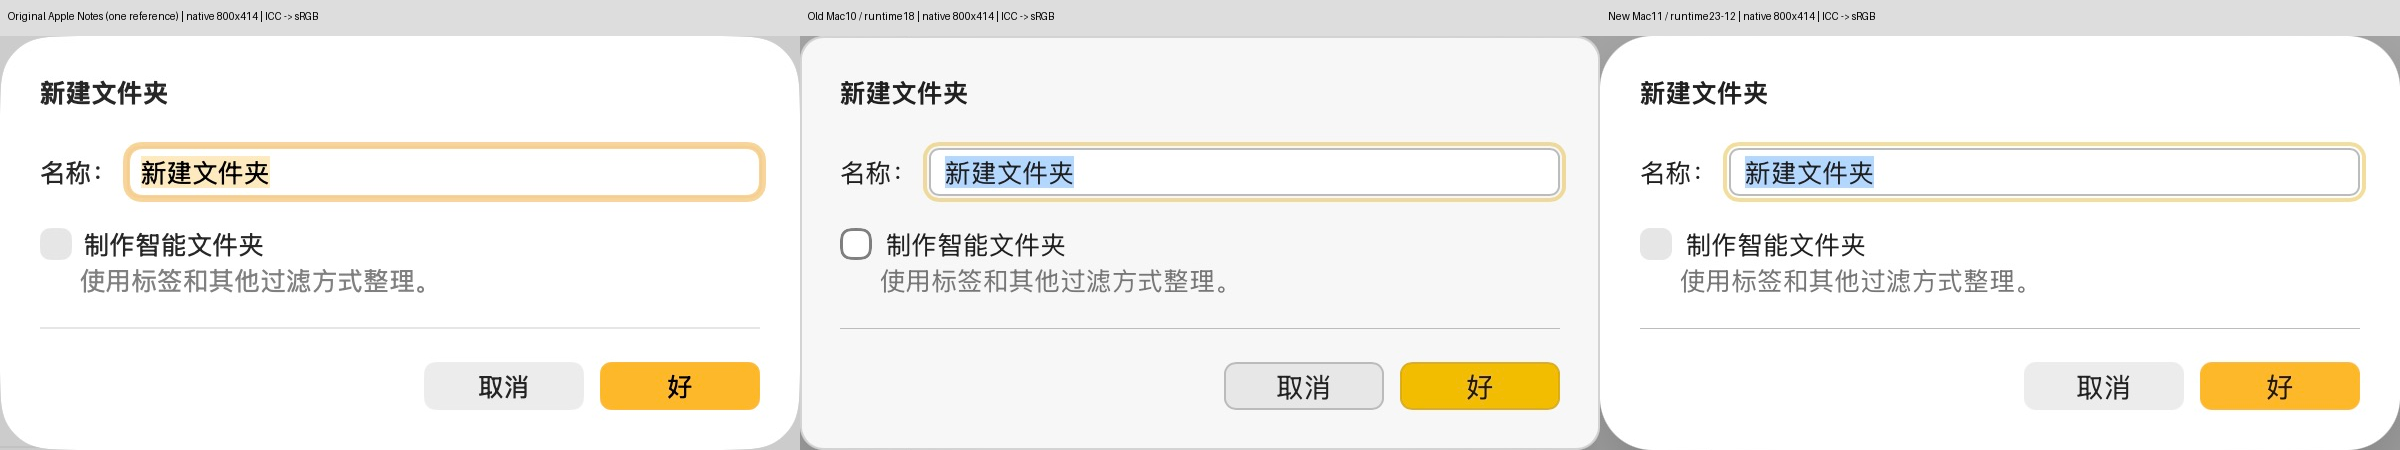 Original Apple Notes (one reference) | native 800x414 | ICC -> sRGB
新建文件夹
名称：
新建文件夹
制作智能文件夹
使用标签和其他过滤方式整理。
取消
好
Old Mac10 / runtime18 | native 800x414 | ICC -> sRGB
新建文件夹
名称：
新建文件夹
制作智能文件夹
使用标签和其他过滤方式整理。
取消
好
New Mac11 / runtime23-12 | native 800x414 | ICC -> sRGB
新建文件夹
名称：
新建文件夹
制作智能文件夹
使用标签和其他过滤方式整理。
取消
好